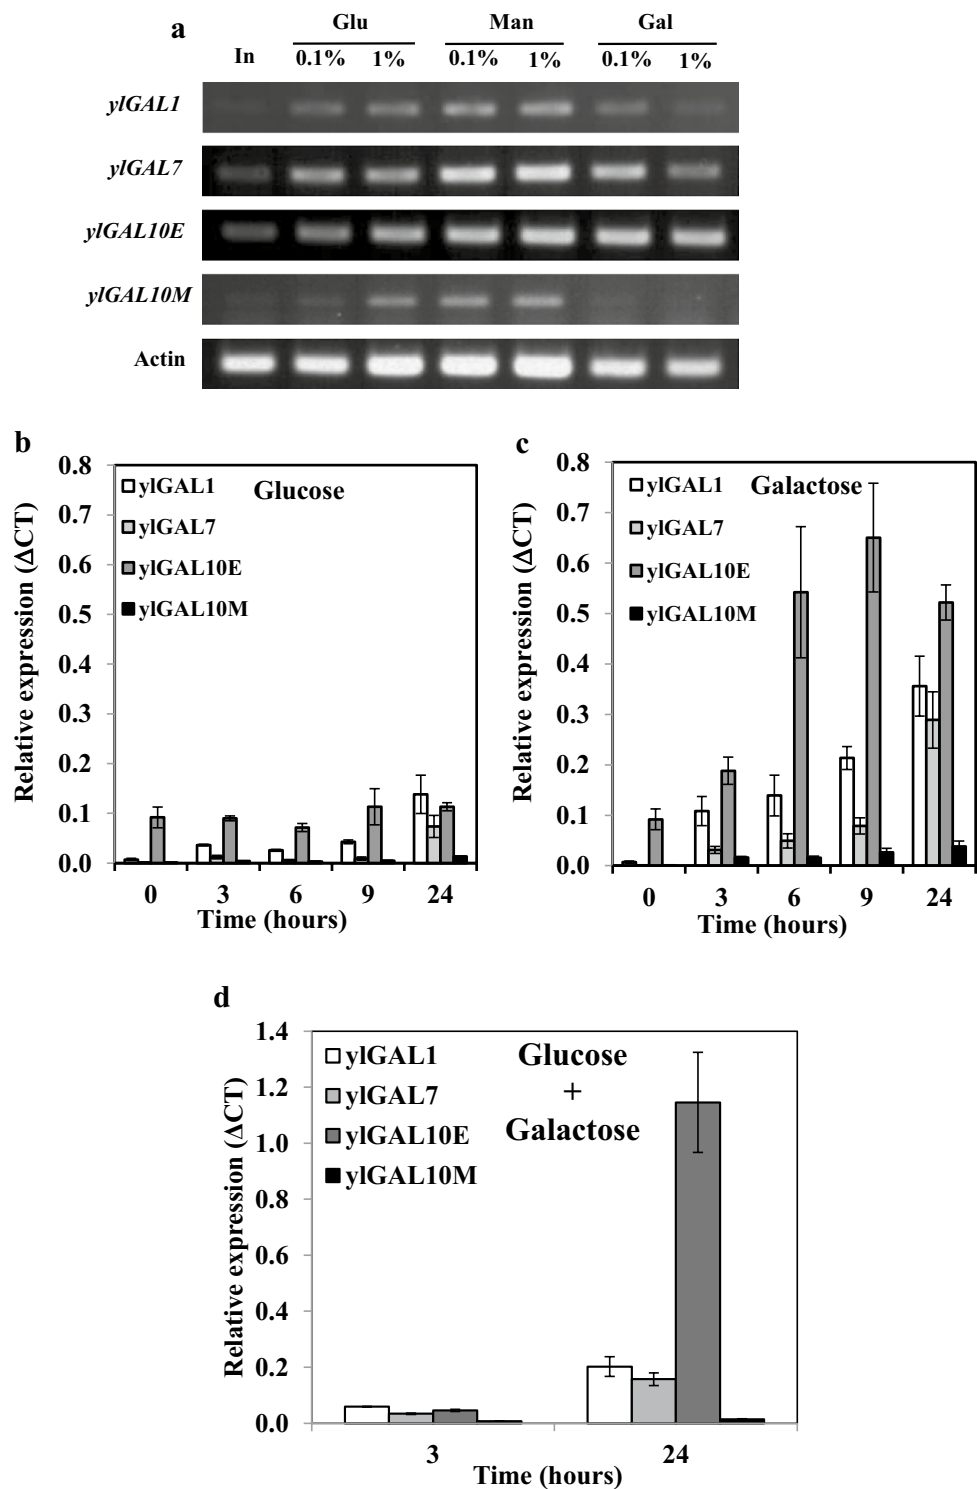 a
Glu Man Gal
In 0.1% 1% 0.1% 1% 0.1% 1%
ylGAL1
ylGAL7
ylGAL10E
ylGAL10M
Actin
b
Glucose
ylGAL1
ylGAL7
ylGAL10E
ylGAL10M
Relative expression (ΔCT)
0.8
0.7
0.6
0.5
0.4
0.3
0.2
0.1
0.0
0 3 6 9 24
Time (hours)
c
Galactose
ylGAL1
ylGAL7
ylGAL10E
ylGAL10M
Relative expression (ΔCT)
0.8
0.7
0.6
0.5
0.4
0.3
0.2
0.1
0.0
0 3 6 9 24
Time (hours)
d
Glucose
+
Galactose
ylGAL1
ylGAL7
ylGAL10E
ylGAL10M
Relative expression (ΔCT)
1.4
1.2
1.0
0.8
0.6
0.4
0.2
0.0
3 24
Time (hours)